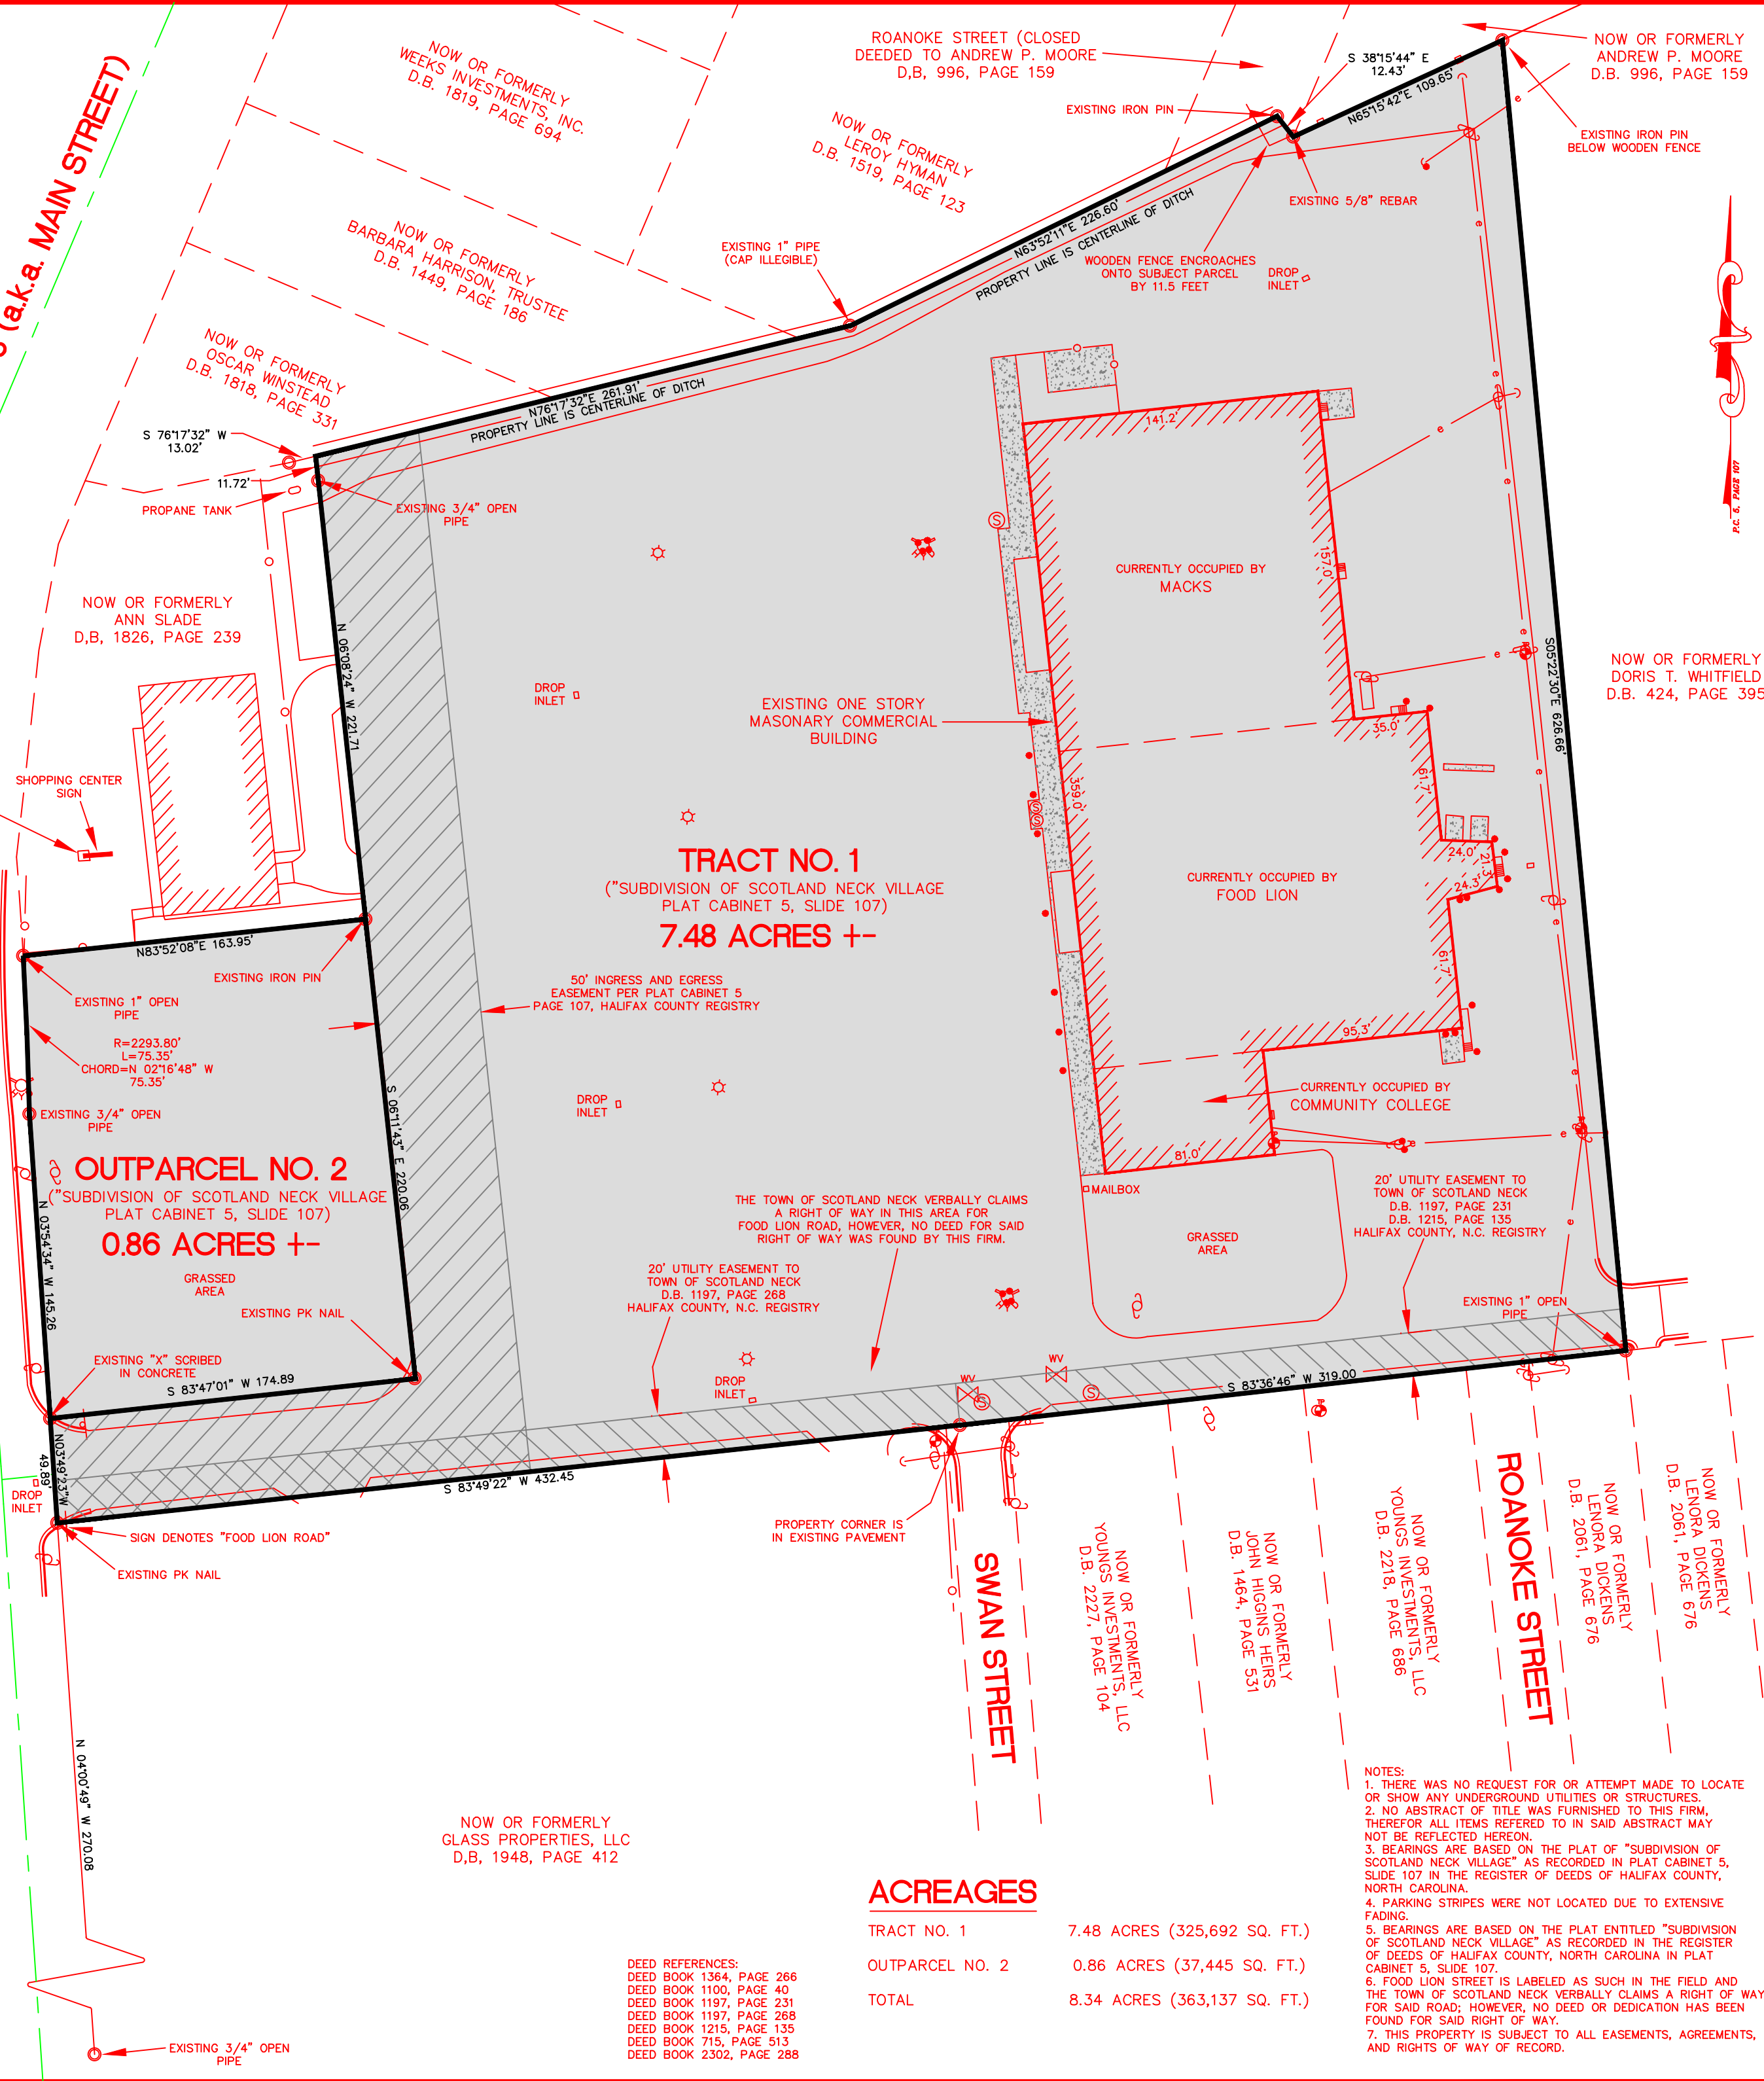 (a.k.a. MAIN STREET)
NOW OR FORMERLY
WEEKS INVESTMENTS, INC.
D.B. 1819, PAGE 694
ROANOKE STREET (CLOSED
DEEDED TO ANDREW P. MOORE
D,B, 996, PAGE 159
S 38°15'44" E
12.43'
NOW OR FORMERLY
ANDREW P. MOORE
D.B. 996, PAGE 159
EXISTING IRON PIN
N65°15'42"E 109.65'
EXISTING IRON PIN
BELOW WOODEN FENCE
NOW OR FORMERLY
LEROY HYMAN
D.B. 1519, PAGE 123
EXISTING 5/8" REBAR
NOW OR FORMERLY
BARBARA HARRISON, TRUSTEE
D.B. 1449, PAGE 186
EXISTING 1" PIPE
(CAP ILLEGIBLE)
N63°52'11"E 226.60'
PROPERTY LINE IS CENTERLINE OF DITCH
WOODEN FENCE ENCROACHES
ONTO SUBJECT PARCEL
BY 11.5 FEET
DROP
INLET
NOW OR FORMERLY
OSCAR WINSTEAD
D.B. 1818, PAGE 331
N76°17'32"E 261.91'
PROPERTY LINE IS CENTERLINE OF DITCH
S 76°17'32" W
13.02'
11.72'
PROPANE TANK
EXISTING 3/4" OPEN
PIPE
141.2'
P.C. 5, PAGE 107
157.0'
CURRENTLY OCCUPIED BY
MACKS
NOW OR FORMERLY
ANN SLADE
D,B, 1826, PAGE 239
N 06°08'24" W 221.71
S05°22'30"E 626.66'
NOW OR FORMERLY
DORIS T. WHITFIELD
D.B. 424, PAGE 395
DROP
INLET
EXISTING ONE STORY
MASONARY COMMERCIAL
BUILDING
35.0'
359.0'
61.7'
SHOPPING CENTER
SIGN
TRACT NO. 1
("SUBDIVISION OF SCOTLAND NECK VILLAGE
PLAT CABINET 5, SLIDE 107)
7.48 ACRES +-
CURRENTLY OCCUPIED BY
FOOD LION
24.0'
21.3'
24.3'
61.7'
N83°52'08"E 163.95'
EXISTING IRON PIN
EXISTING 1" OPEN
PIPE
50' INGRESS AND EGRESS
EASEMENT PER PLAT CABINET 5
PAGE 107, HALIFAX COUNTY REGISTRY
R=2293.80'
L=75.35'
CHORD=N 02°16'48" W
75.35'
95.3'
EXISTING 3/4" OPEN
PIPE
S 06°11'43" E 220.06
DROP
INLET
CURRENTLY OCCUPIED BY
COMMUNITY COLLEGE
81.0'
OUTPARCEL NO. 2
("SUBDIVISION OF SCOTLAND NECK VILLAGE
PLAT CABINET 5, SLIDE 107)
0.86 ACRES +-
N 03°54'34" W 145.26
GRASSED
AREA
MAILBOX
THE TOWN OF SCOTLAND NECK VERBALLY CLAIMS
A RIGHT OF WAY IN THIS AREA FOR
FOOD LION ROAD, HOWEVER, NO DEED FOR SAID
RIGHT OF WAY WAS FOUND BY THIS FIRM.
20' UTILITY EASEMENT TO
TOWN OF SCOTLAND NECK
D.B. 1197, PAGE 231
D.B. 1215, PAGE 135
HALIFAX COUNTY, N.C. REGISTRY
GRASSED
AREA
20' UTILITY EASEMENT TO
TOWN OF SCOTLAND NECK
D.B. 1197, PAGE 268
HALIFAX COUNTY, N.C. REGISTRY
EXISTING PK NAIL
EXISTING 1" OPEN
PIPE
EXISTING "X" SCRIBED
IN CONCRETE
S 83°47'01" W 174.89
DROP
INLET
WV
WV
S 83°36'46" W 319.00
N03°49'23"W
49.89'
DROP
INLET
S 83°49'22" W 432.45
SIGN DENOTES "FOOD LION ROAD"
EXISTING PK NAIL
PROPERTY CORNER IS
IN EXISTING PAVEMENT
SWAN STREET
NOW OR FORMERLY
YOUNGS INVESTMENTS, LLC
D.B. 2227, PAGE 104
NOW OR FORMERLY
JOHN HIGGINS HEIRS
D.B. 1464, PAGE 531
NOW OR FORMERLY
YOUNGS INVESTMENTS, LLC
D.B. 2218, PAGE 686
ROANOKE STREET
NOW OR FORMERLY
LENORA DICKENS
D.B. 2061, PAGE 676
NOW OR FORMERLY
LENORA DICKENS
D.B. 2061, PAGE 676
N 04°00'49" W 270.08
NOW OR FORMERLY
GLASS PROPERTIES, LLC
D,B, 1948, PAGE 412
EXISTING 3/4" OPEN
PIPE
DEED REFERENCES:
DEED BOOK 1364, PAGE 266
DEED BOOK 1100, PAGE 40
DEED BOOK 1197, PAGE 231
DEED BOOK 1197, PAGE 268
DEED BOOK 1215, PAGE 135
DEED BOOK 715, PAGE 513
DEED BOOK 2302, PAGE 288
ACREAGES
TRACT NO. 1 7.48 ACRES (325,692 SQ. FT.)
OUTPARCEL NO. 2 0.86 ACRES (37,445 SQ. FT.)
TOTAL 8.34 ACRES (363,137 SQ. FT.)
NOTES:
1. THERE WAS NO REQUEST FOR OR ATTEMPT MADE TO LOCATE
OR SHOW ANY UNDERGROUND UTILITIES OR STRUCTURES.
2. NO ABSTRACT OF TITLE WAS FURNISHED TO THIS FIRM,
THEREFOR ALL ITEMS REFERED TO IN SAID ABSTRACT MAY
NOT BE REFLECTED HEREON.
3. BEARINGS ARE BASED ON THE PLAT OF "SUBDIVISION OF
SCOTLAND NECK VILLAGE" AS RECORDED IN PLAT CABINET 5,
SLIDE 107 IN THE REGISTER OF DEEDS OF HALIFAX COUNTY,
NORTH CAROLINA.
4. PARKING STRIPES WERE NOT LOCATED DUE TO EXTENSIVE
FADING.
5. BEARINGS ARE BASED ON THE PLAT ENTITLED "SUBDIVISION
OF SCOTLAND NECK VILLAGE" AS RECORDED IN THE REGISTER
OF DEEDS OF HALIFAX COUNTY, NORTH CAROLINA IN PLAT
CABINET 5, SLIDE 107.
6. FOOD LION STREET IS LABELED AS SUCH IN THE FIELD AND
THE TOWN OF SCOTLAND NECK VERBALLY CLAIMS A RIGHT OF WAY
FOR SAID ROAD; HOWEVER, NO DEED OR DEDICATION HAS BEEN
FOUND FOR SAID RIGHT OF WAY.
7. THIS PROPERTY IS SUBJECT TO ALL EASEMENTS, AGREEMENTS,
AND RIGHTS OF WAY OF RECORD.